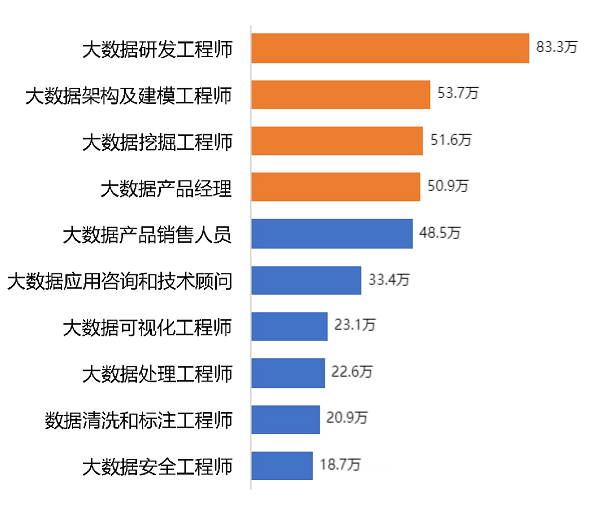 大数据研发工程师 83.3万
大数据架构及建模工程师 53.7万
大数据挖掘工程师 51.6万
大数据产品经理 50.9万
大数据产品销售人员 48.5万
大数据应用咨询和技术顾问 33.4万
大数据可视化工程师 23.1万
大数据处理工程师 22.6万
数据清洗和标注工程师 20.9万
大数据安全工程师 18.7万